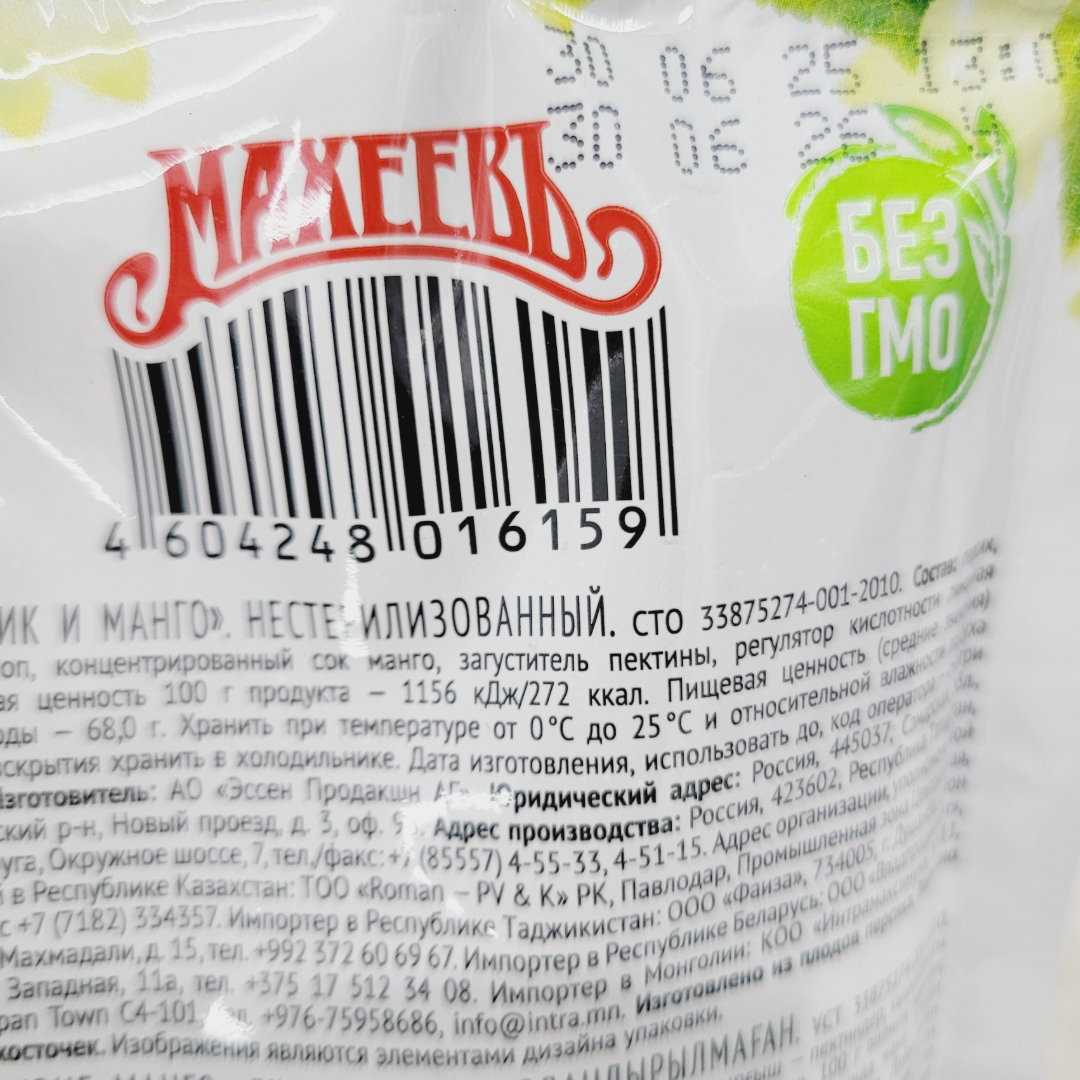 30 06 25 13:0
30 06 26
МАХЕЕВЪ
БЕЗ
ГМО
4 604248 016159
ИК И МАНГО». НЕСТЕРИЛИЗОВАННЫЙ. СТО 33875274-001-2010. Состав:
оп, концентрированный сок манго, загуститель пектины, регулятор кислотности
ая ценность 100 г продукта – 1156 кДж/272 ккал. Пищевая ценность (средние
оды – 68,0 г. Хранить при температуре от 0°С до 25°С и относительной влажности
вскрытия хранить в холодильнике. Дата изготовления, использовать до, код оператора
Изготовитель: АО «Эссен Продакшн АГ». Юридический адрес: Россия, 445037,
ский р-н, Новый проезд, д. 3, оф. Адрес производства: Россия, 423602, Республика
уга, Окружное шоссе, 7, тел./факс: +7 (85557) 4-55-33, 4-51-15. Адрес организации,
й в Республике Казахстан: ТОО «Roman – PV & K» РК, Павлодар, Промышленная зона
с +7 (7182) 334357. Импортер в Республике Таджикистан: ООО «Фаиза», 734005, г.
Махмадали, д. 15, тел. +992 372 60 69 67. Импортер в Республике Беларусь: ООО
Западная, 11а, тел. +375 17 512 34 08. Импортер в Монголии: КОО
pan Town C4-101, +976-75958686, info@intra.mn. Изготовлено из плодов
косточек. Изображения являются элементами дизайна упаковки.